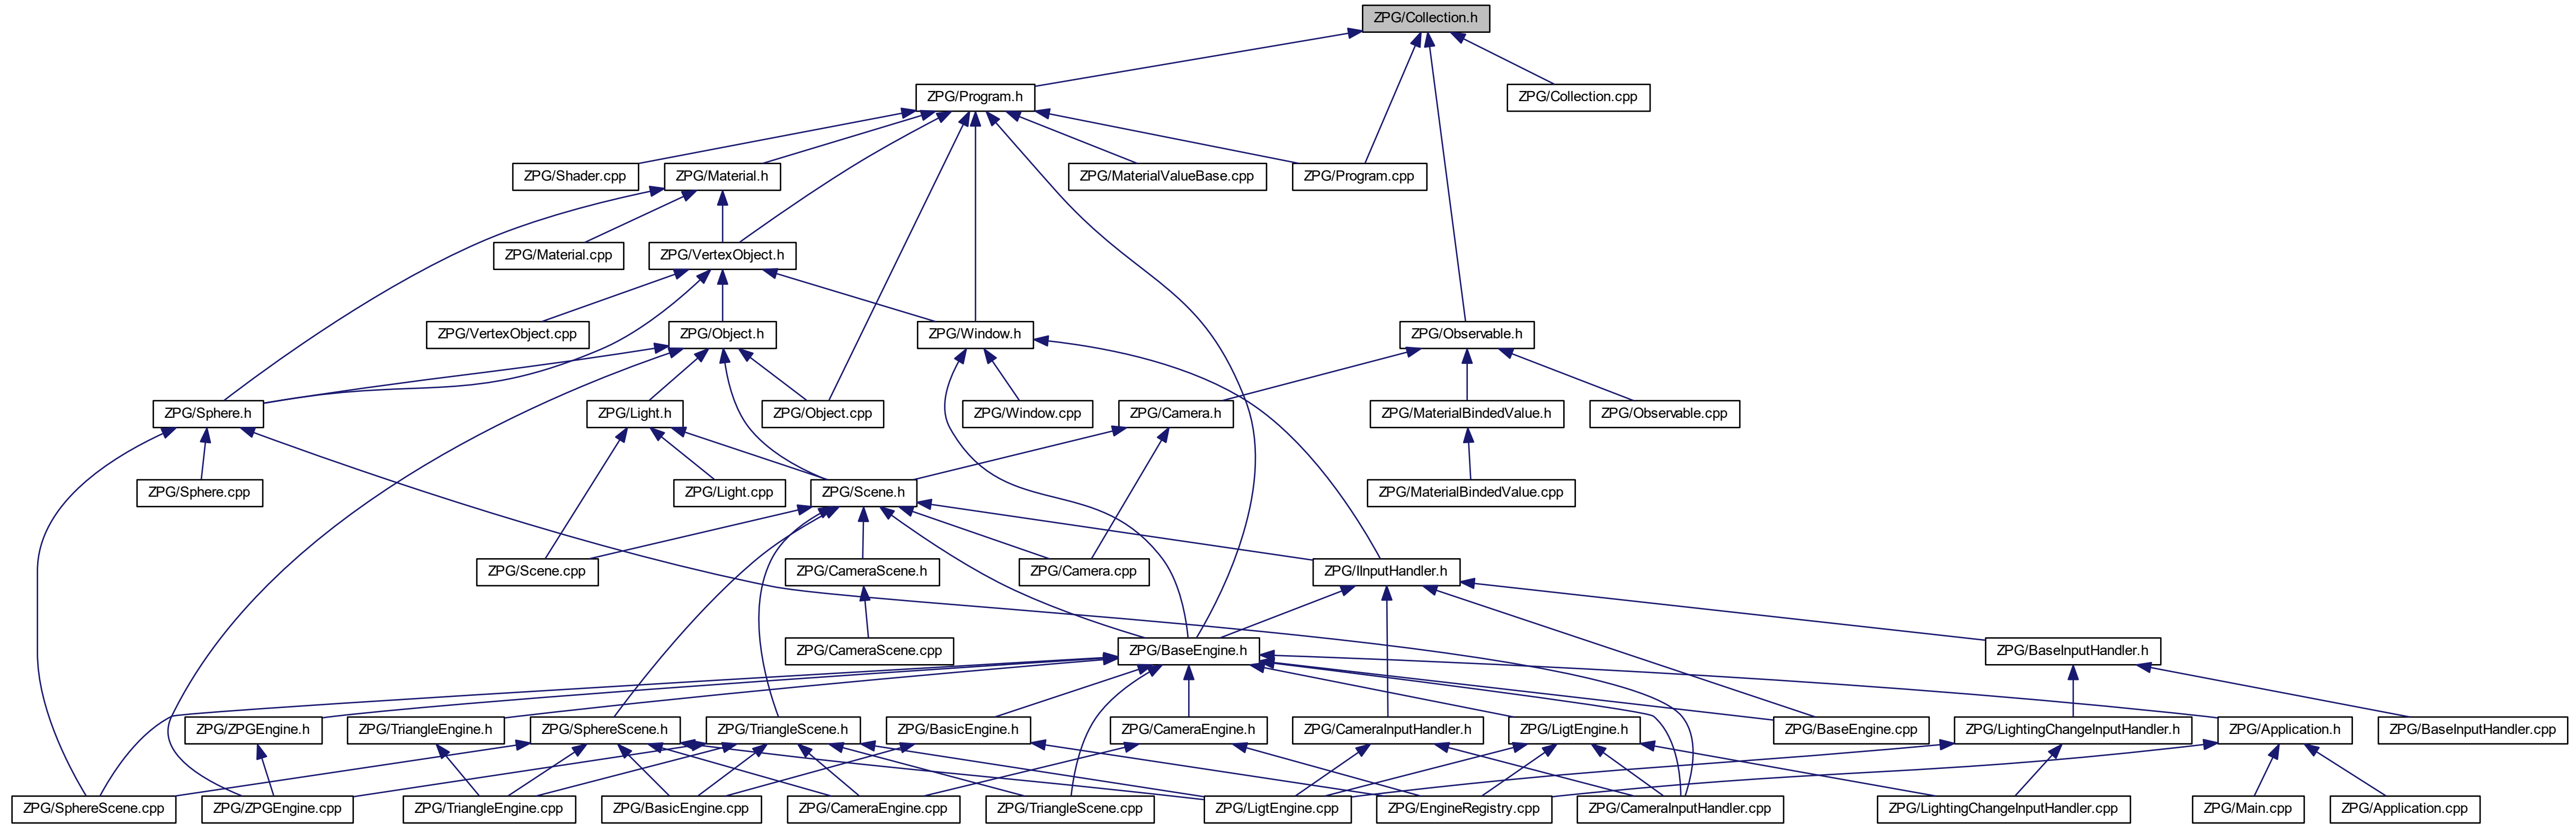 ZPG/Collection.h
ZPG/Program.h
ZPG/Collection.cpp
ZPG/Shader.cpp
ZPG/Material.h
ZPG/MaterialValueBase.cpp
ZPG/Program.cpp
ZPG/Material.cpp
ZPG/VertexObject.h
ZPG/VertexObject.cpp
ZPG/Object.h
ZPG/Window.h
ZPG/Observable.h
ZPG/Sphere.h
ZPG/Light.h
ZPG/Object.cpp
ZPG/Window.cpp
ZPG/Camera.h
ZPG/MaterialBindedValue.h
ZPG/Observable.cpp
ZPG/Sphere.cpp
ZPG/Light.cpp
ZPG/Scene.h
ZPG/MaterialBindedValue.cpp
ZPG/Scene.cpp
ZPG/CameraScene.h
ZPG/Camera.cpp
ZPG/IInputHandler.h
ZPG/CameraScene.cpp
ZPG/BaseEngine.h
ZPG/BaseInputHandler.h
ZPG/ZPGEngine.h
ZPG/TriangleEngine.h
ZPG/SphereScene.h
ZPG/TriangleScene.h
ZPG/BasicEngine.h
ZPG/CameraEngine.h
ZPG/CameraInputHandler.h
ZPG/LigtEngine.h
ZPG/BaseEngine.cpp
ZPG/LightingChangeInputHandler.h
ZPG/Application.h
ZPG/BaseInputHandler.cpp
ZPG/SphereScene.cpp
ZPG/ZPGEngine.cpp
ZPG/TriangleEngine.cpp
ZPG/BasicEngine.cpp
ZPG/CameraEngine.cpp
ZPG/TriangleScene.cpp
ZPG/LigtEngine.cpp
ZPG/EngineRegistry.cpp
ZPG/CameraInputHandler.cpp
ZPG/LightingChangeInputHandler.cpp
ZPG/Main.cpp
ZPG/Application.cpp